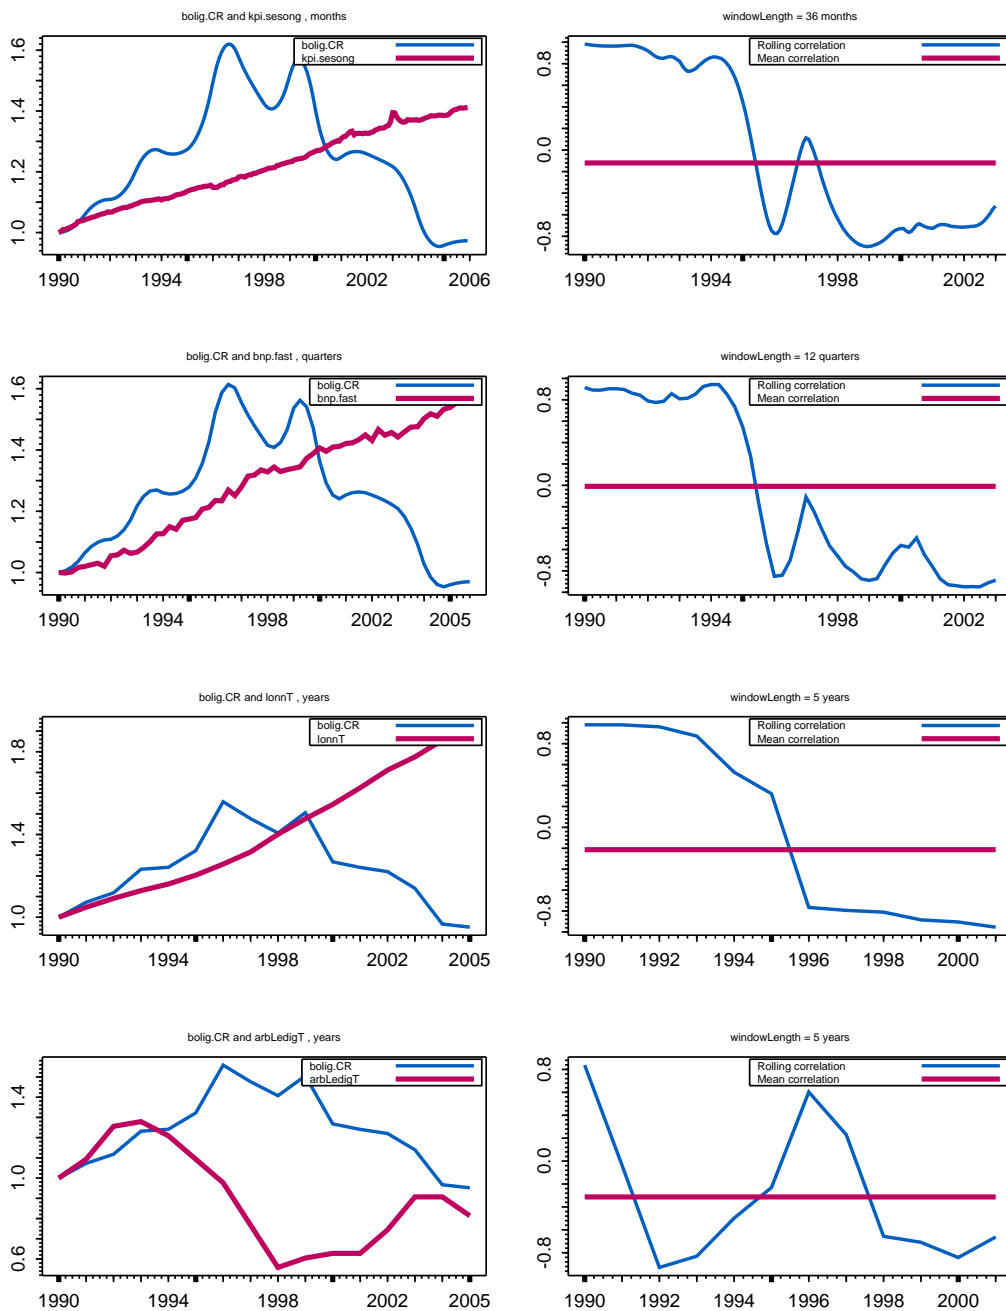 bolig.CR and kpi.sesong , months
bolig.CR
kpi.sesong
1.0 1.2 1.4 1.6
1990 1994 1998 2002 2006
windowLength = 36 months
Rolling correlation
Mean correlation
-0.8 0.0 0.8
1990 1994 1998 2002
bolig.CR and bnp.fast , quarters
bolig.CR
bnp.fast
1.0 1.2 1.4 1.6
1990 1994 1998 2002 2005
windowLength = 12 quarters
Rolling correlation
Mean correlation
-0.8 0.0 0.8
1990 1994 1998 2002
bolig.CR and lonnT , years
bolig.CR
lonnT
1.0 1.4 1.8
1990 1994 1998 2002 2005
windowLength = 5 years
Rolling correlation
Mean correlation
-0.8 0.0 0.8
1990 1992 1994 1996 1998 2000
bolig.CR and arbLedigT , years
bolig.CR
arbLedigT
0.6 1.0 1.4
1990 1994 1998 2002 2005
windowLength = 5 years
Rolling correlation
Mean correlation
-0.8 0.0 0.8
1990 1992 1994 1996 1998 2000